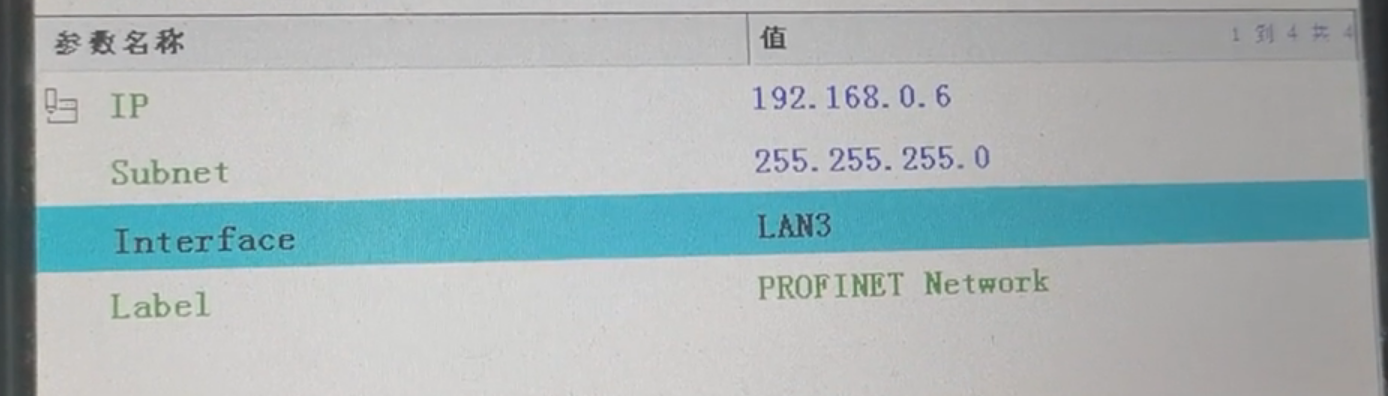 参数名称 值 1 到 4 共 4
IP 192.168.0.6
Subnet 255.255.255.0
Interface LAN3
Label PROFINET Network